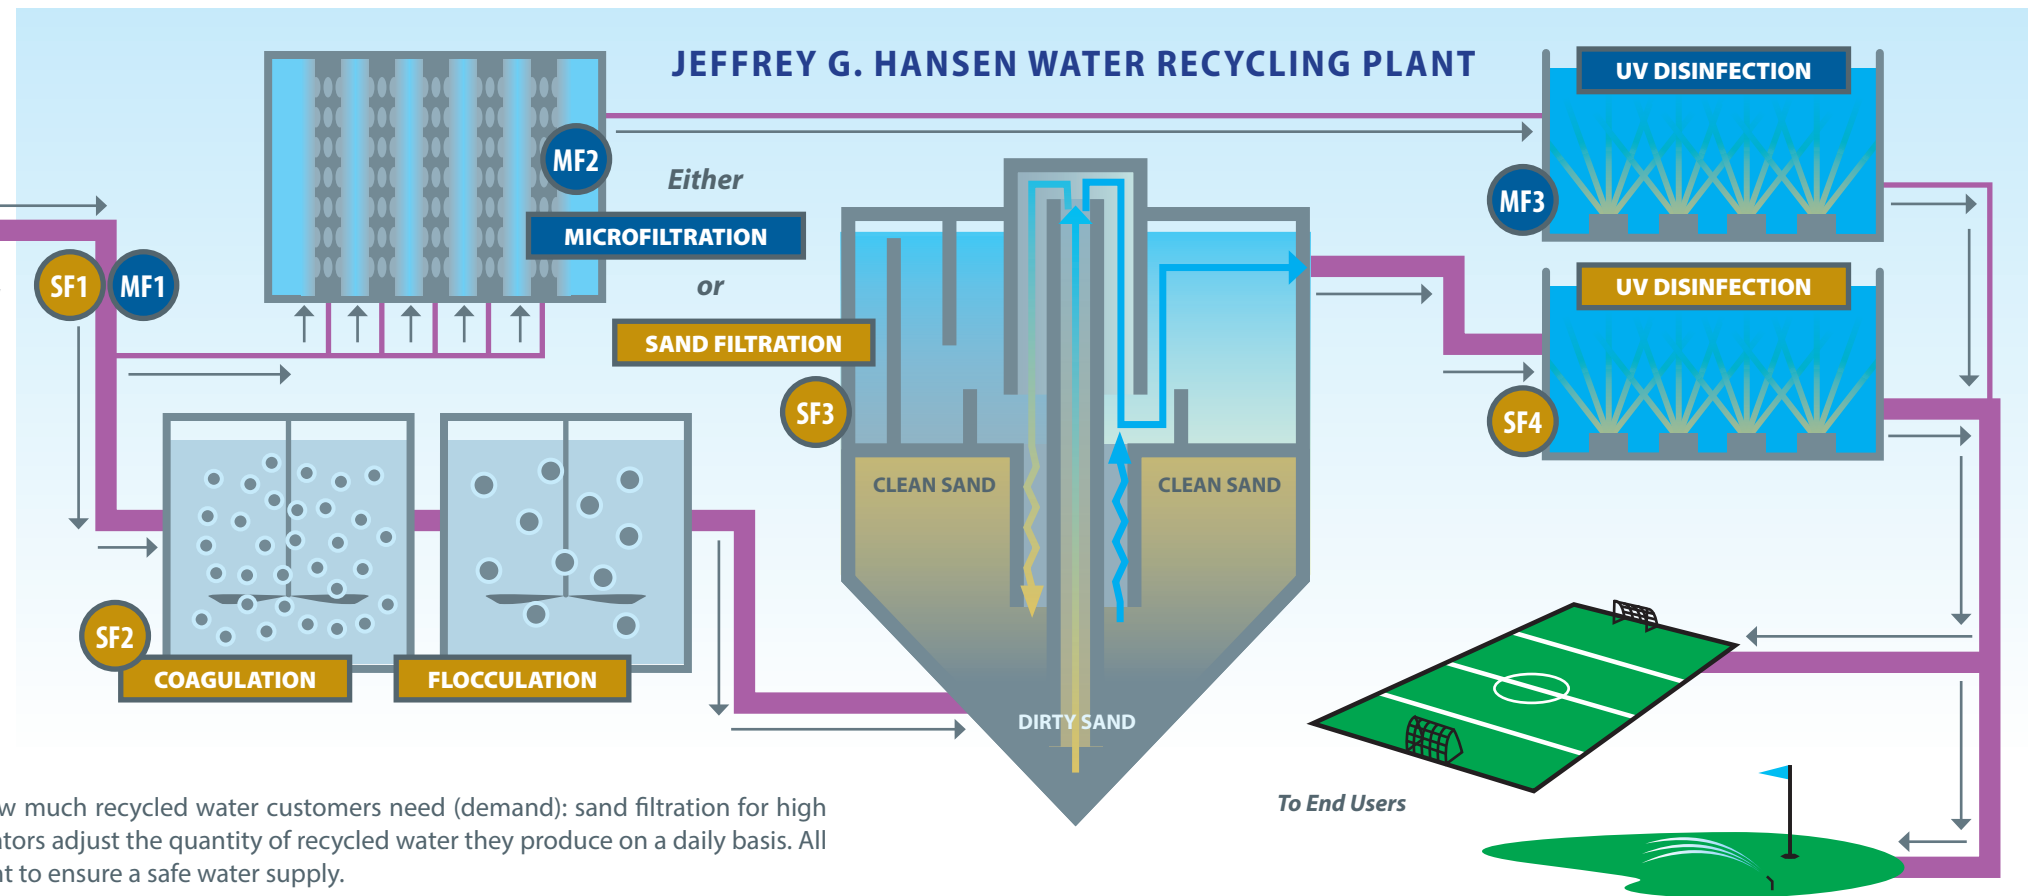 JEFFREY G. HANSEN WATER RECYCLING PLANT
UV DISINFECTION
MF2
Either
MF3
MICROFILTRATION
SF1
MF1
or
UV DISINFECTION
SAND FILTRATION
SF3
SF4
CLEAN SAND
CLEAN SAND
SF2
COAGULATION
FLOCCULATION
DIRTY SAND
To End Users
much recycled water customers need (demand): sand filtration for high
adjust the quantity of recycled water they produce on a daily basis. All
to ensure a safe water supply.